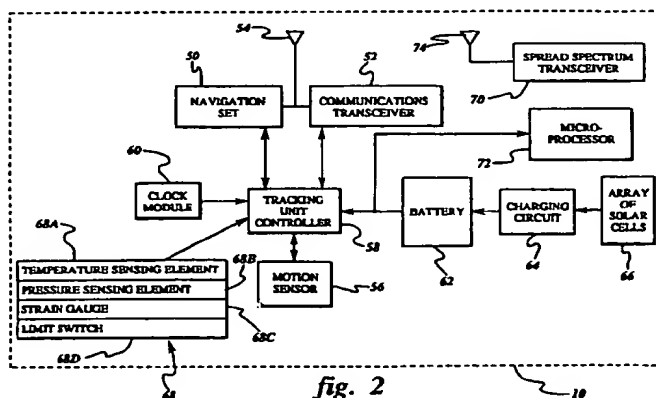 54
74
50
52
SPREAD SPECTRUM
TRANSCEIVER
70
NAVIGATION
SET
COMMUNICATIONS
TRANSCEIVER
MICRO-
PROCESSOR
72
60
CLOCK
MODULE
TRACKING
UNIT
CONTROLLER
58
BATTERY
62
CHARGING
CIRCUIT
64
ARRAY
OF
SOLAR
CELLS
66
68A
TEMPERATURE SENSING ELEMENT
68B
PRESSURE SENSING ELEMENT
STRAIN GAUGE
68C
LIMIT SWITCH
68D
MOTION
SENSOR
56
68
fig. 2
10